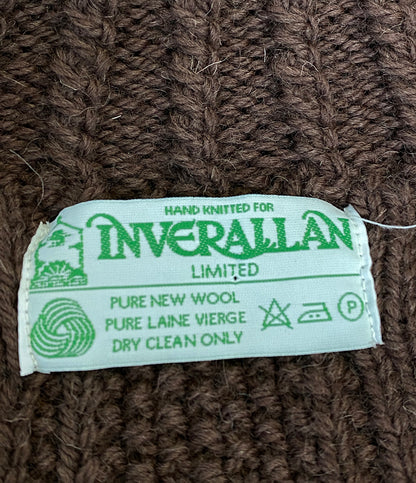 HAND KNITTED FOR
INVERALLAN
LIMITED
PURE NEW WOOL
PURE LAINE VIERGE
DRY CLEAN ONLY
P